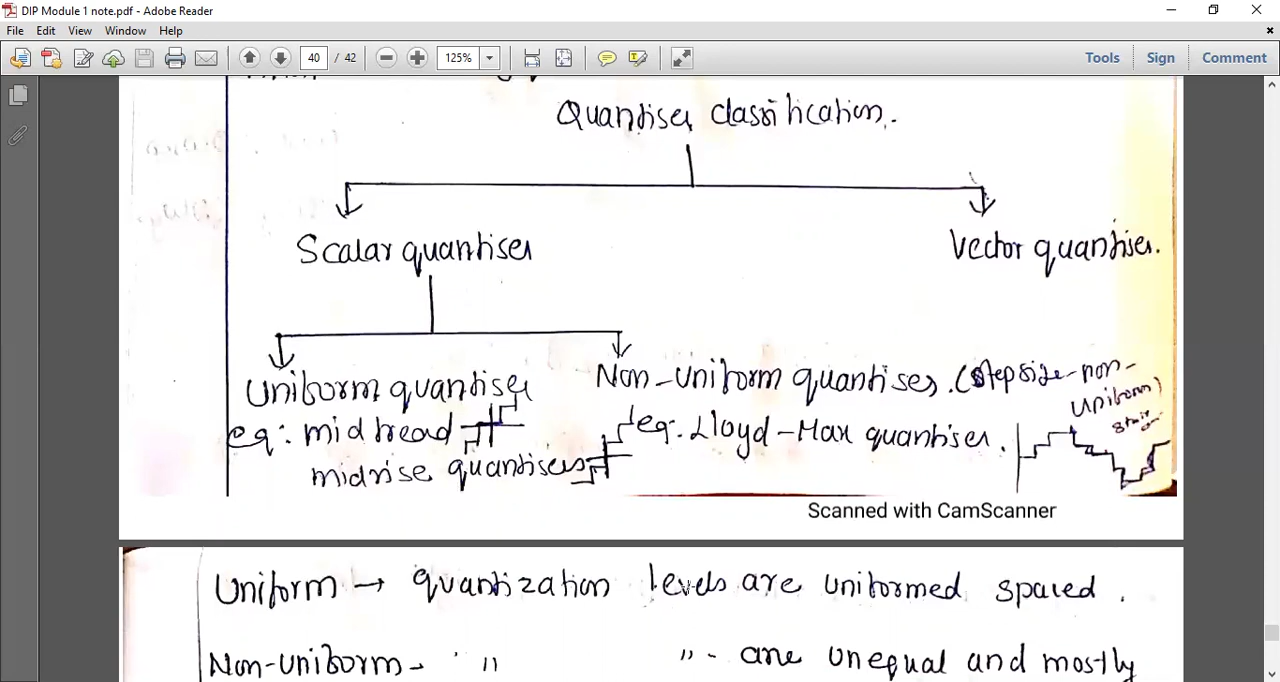 DIP Module 1 note.pdf - Adobe Reader
File Edit View Window Help
40 / 42 125% Tools Sign Comment
Quantiser classification.
Scalar quantiser Vector quantiser.
Uniform quantiser Non-uniform quantiser. (stepsize-non-
uniform)
eg: midtread eg. Lloyd-Max quantiser.
midrise quantisers
Scanned with CamScanner
Uniform → quantization levels are uniformed spaced.
Non-uniform - " " - are unequal and mostly